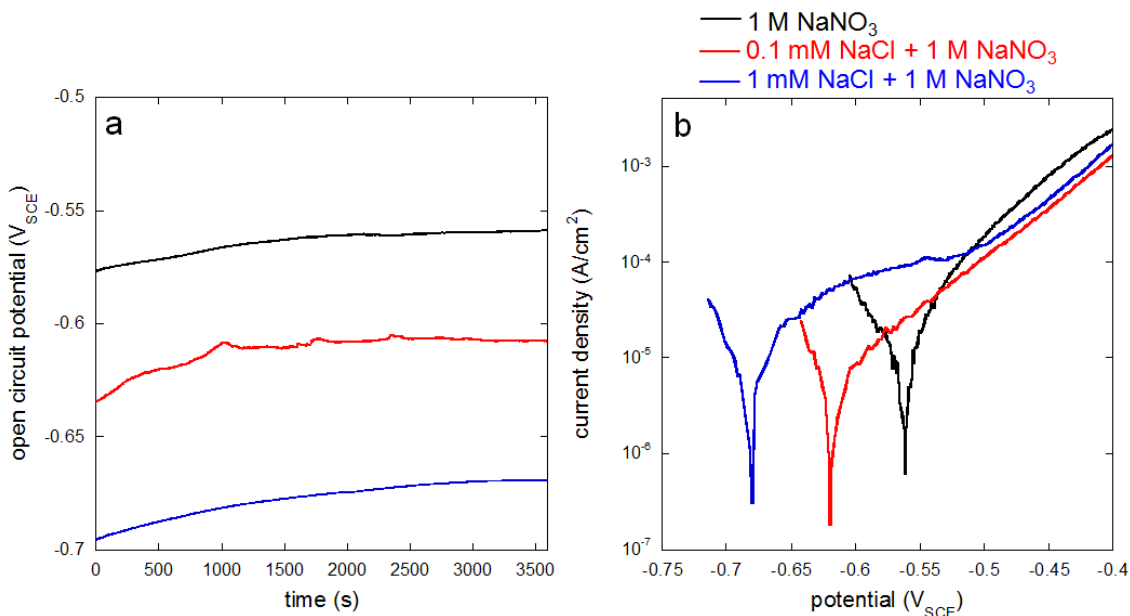 1 M NaNO3
0.1 mM NaCl + 1 M NaNO3
1 mM NaCl + 1 M NaNO3
a
-0.5
-0.55
-0.6
-0.65
-0.7
open circuit potential (VSCE)
0 500 1000 1500 2000 2500 3000 3500
time (s)
b
10-3
10-4
10-5
10-6
10-7
current density (A/cm2)
-0.75 -0.7 -0.65 -0.6 -0.55 -0.5 -0.45 -0.4
potential (VSCE)